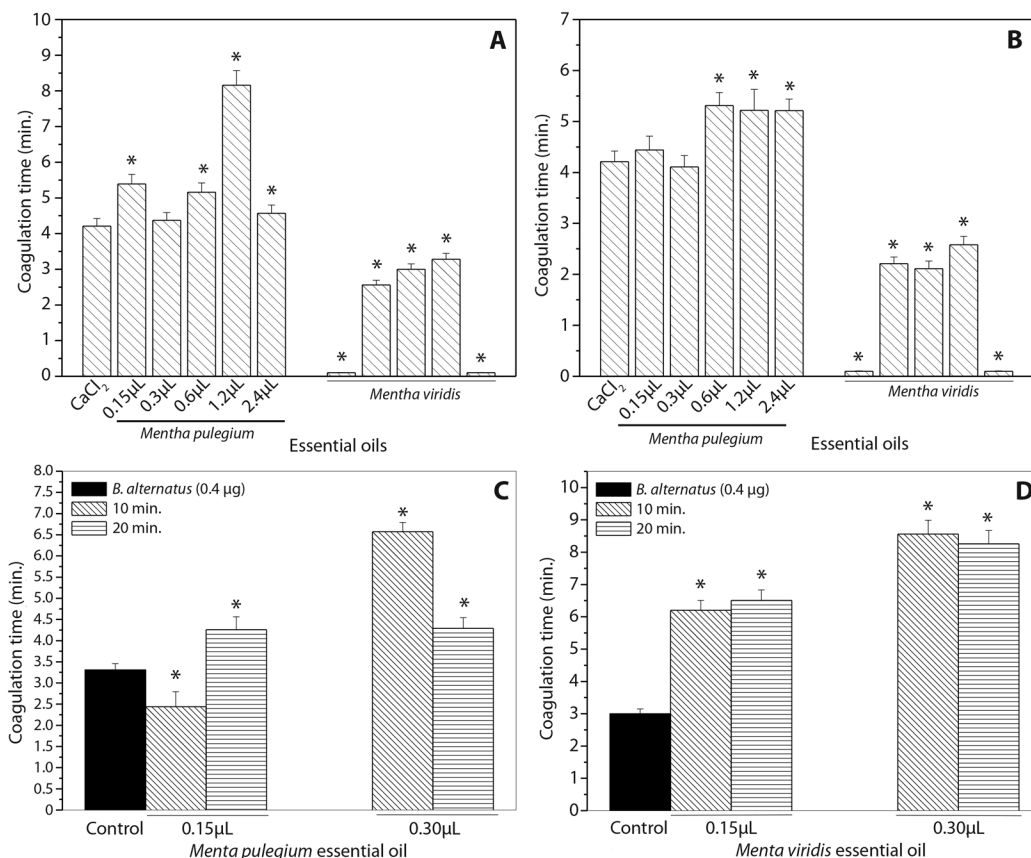 A
Coagulation time (min.)
10
9
8
7
6
5
4
3
2
1
0
* * * * * * * * *
CaCl₂ 0.15µL 0.3µL 0.6µL 1.2µL 2.4µL
Mentha pulegium
Mentha viridis
Essential oils
B
Coagulation time (min.)
7
6
5
4
3
2
1
0
* * * * * * * *
CaCl₂ 0.15µL 0.3µL 0.6µL 1.2µL 2.4µL
Mentha pulegium
Mentha viridis
Essential oils
C
Coagulation time (min.)
8.0
7.5
7.0
6.5
6.0
5.5
5.0
4.5
4.0
3.5
3.0
2.5
2.0
1.5
1.0
0.5
0.0
B. alternatus (0.4 µg)
10 min.
20 min.
* * * *
Control 0.15µL 0.30µL
Menta pulegium essential oil
D
Coagulation time (min.)
10
9
8
7
6
5
4
3
2
1
0
B. alternatus (0.4 µg)
10 min.
20 min.
* * * *
Control 0.15µL 0.30µL
Menta viridis essential oil